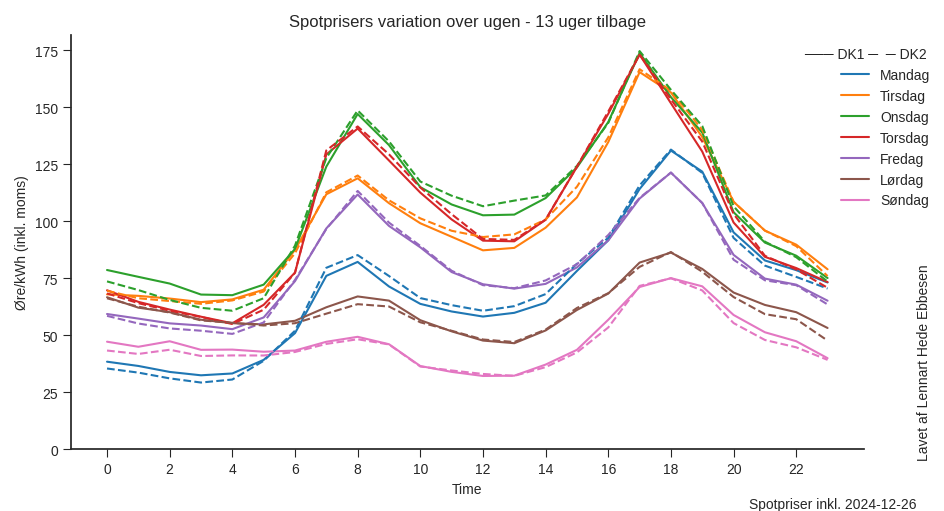 Spotprisers variation over ugen - 13 uger tilbage
DK1 DK2
Mandag
Tirsdag
Onsdag
Torsdag
Fredag
Lørdag
Søndag
Øre/kWh (inkl. moms)
175
150
125
100
75
50
25
0
0 2 4 6 8 10 12 14 16 18 20 22
Time
Lavet af Lennart Hede Ebbesen
Spotpriser inkl. 2024-12-26